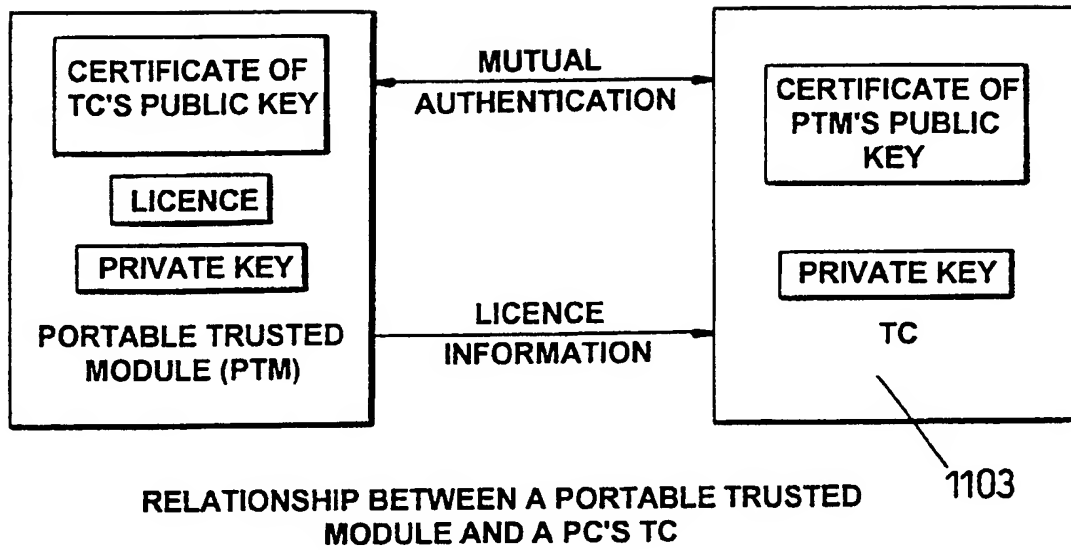 CERTIFICATE OF
TC'S PUBLIC KEY
LICENCE
PRIVATE KEY
PORTABLE TRUSTED
MODULE (PTM)
MUTUAL
AUTHENTICATION
LICENCE
INFORMATION
CERTIFICATE OF
PTM'S PUBLIC
KEY
PRIVATE KEY
TC
1103
RELATIONSHIP BETWEEN A PORTABLE TRUSTED
MODULE AND A PC'S TC